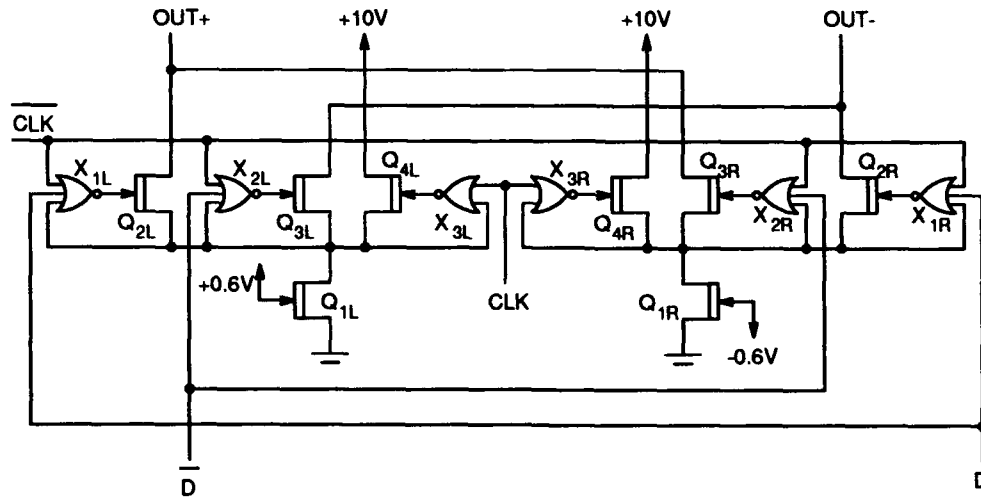 OUT+ +10V +10V OUT-
C̅L̅K̅
X1L X2L Q4L X3R Q3R Q2R
Q2L Q3L X3L Q4R X2R X1R
+0.6V Q1L CLK Q1R
-0.6V
D̅ D